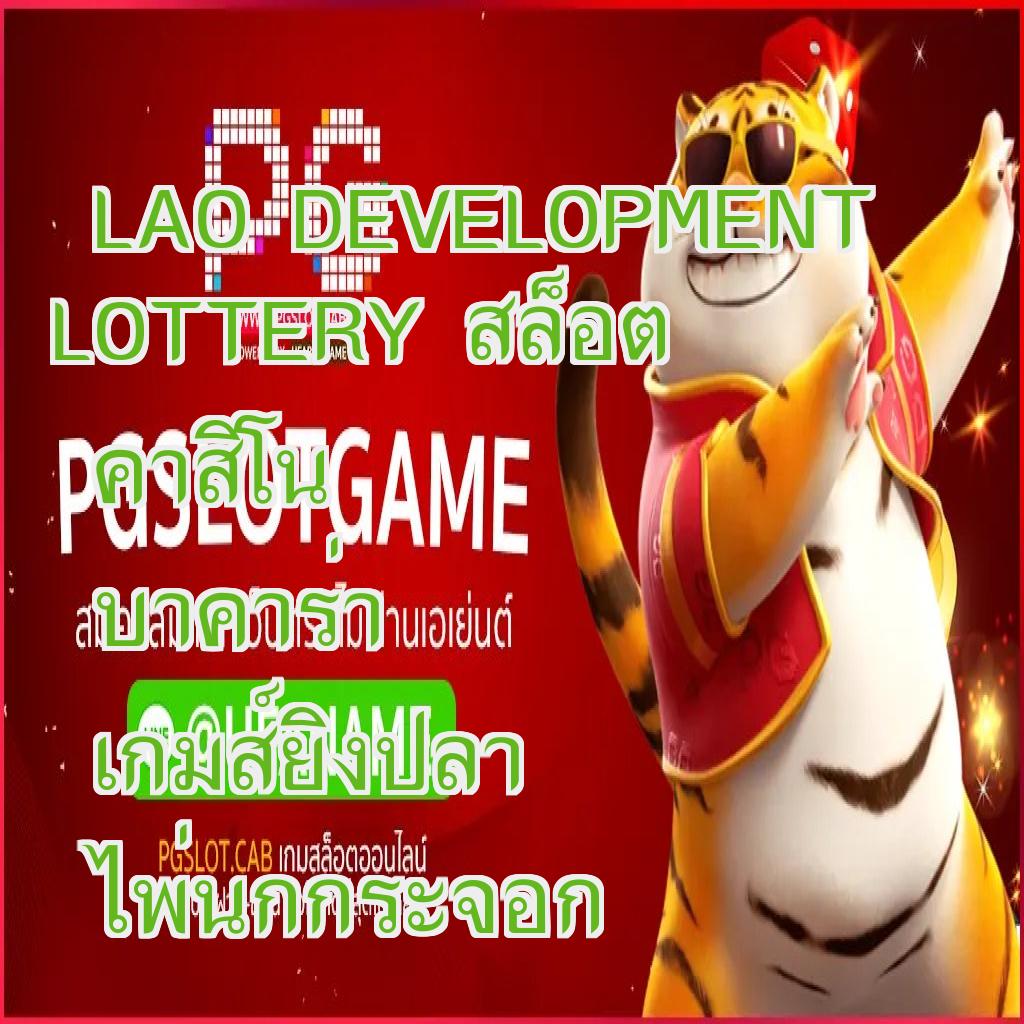 PG
LAO DEVELOPMENT
LOTTERY สล็อต
คาสิโน
PGSLOTGAME
บาคาร่า
เกมส์ยิงปลา
PGSLOT.CAB เกมสล็อตออนไลน์
ไพ่นกกระจอก